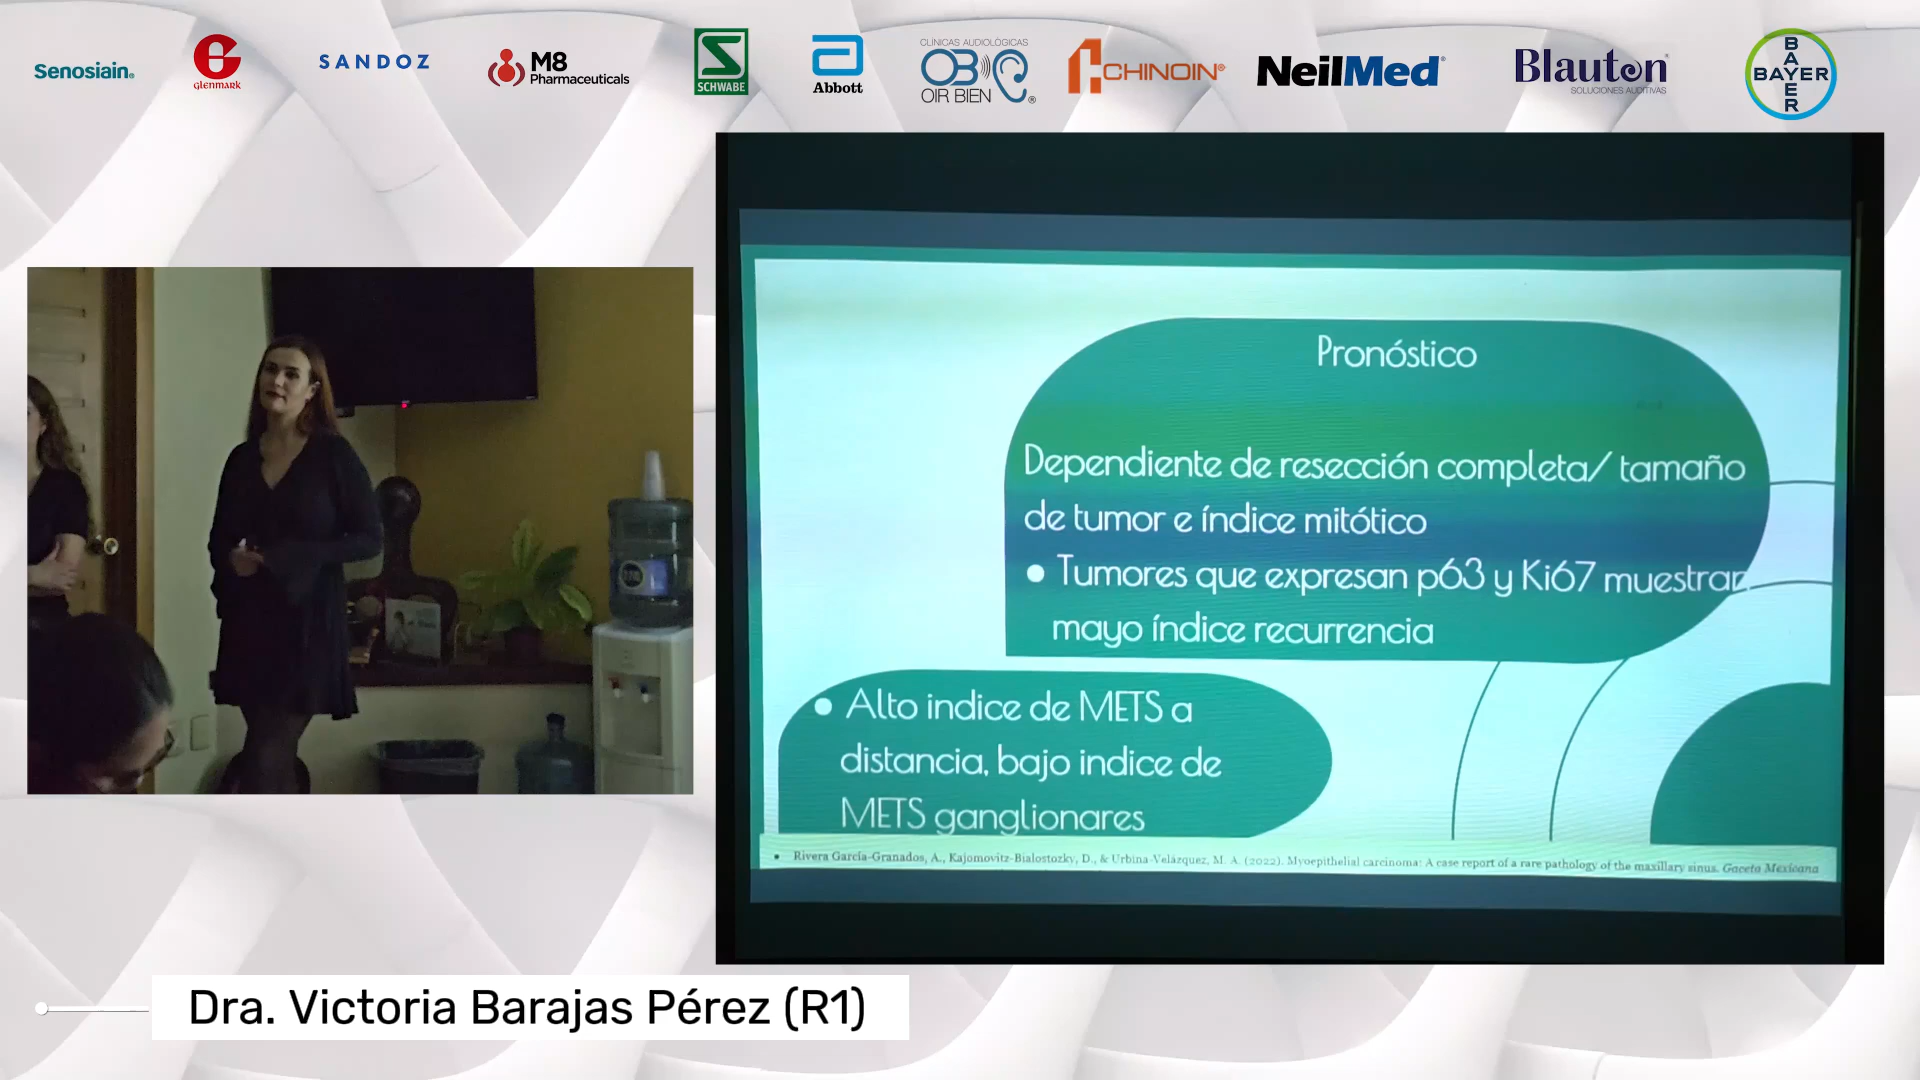 Senosiain®
GLENMARK
SANDOZ
M8
Pharmaceuticals
SCHWABE
Abbott
CLÍNICAS AUDIOLÓGICAS
OB
OIR BIEN®
CHINOIN®
NeilMed®
Blauton®
SOLUCIONES AUDITIVAS
BAYER
BAYER
Pronóstico
Dependiente de resección completa/ tamaño
de tumor e índice mitótico
● Tumores que expresan p63 y Ki67 muestran
mayo índice recurrencia
● Alto indice de METS a
distancia, bajo indice de
METS ganglionares
• Rivera García-Granados, A., Kajomovitz-Bialostozky, D., & Urbina-Velázquez, M. A. (2022). Myoepithelial carcinoma: A case report of a rare pathology of the maxillary sinus. Gaceta Mexicana
Dra. Victoria Barajas Pérez (R1)